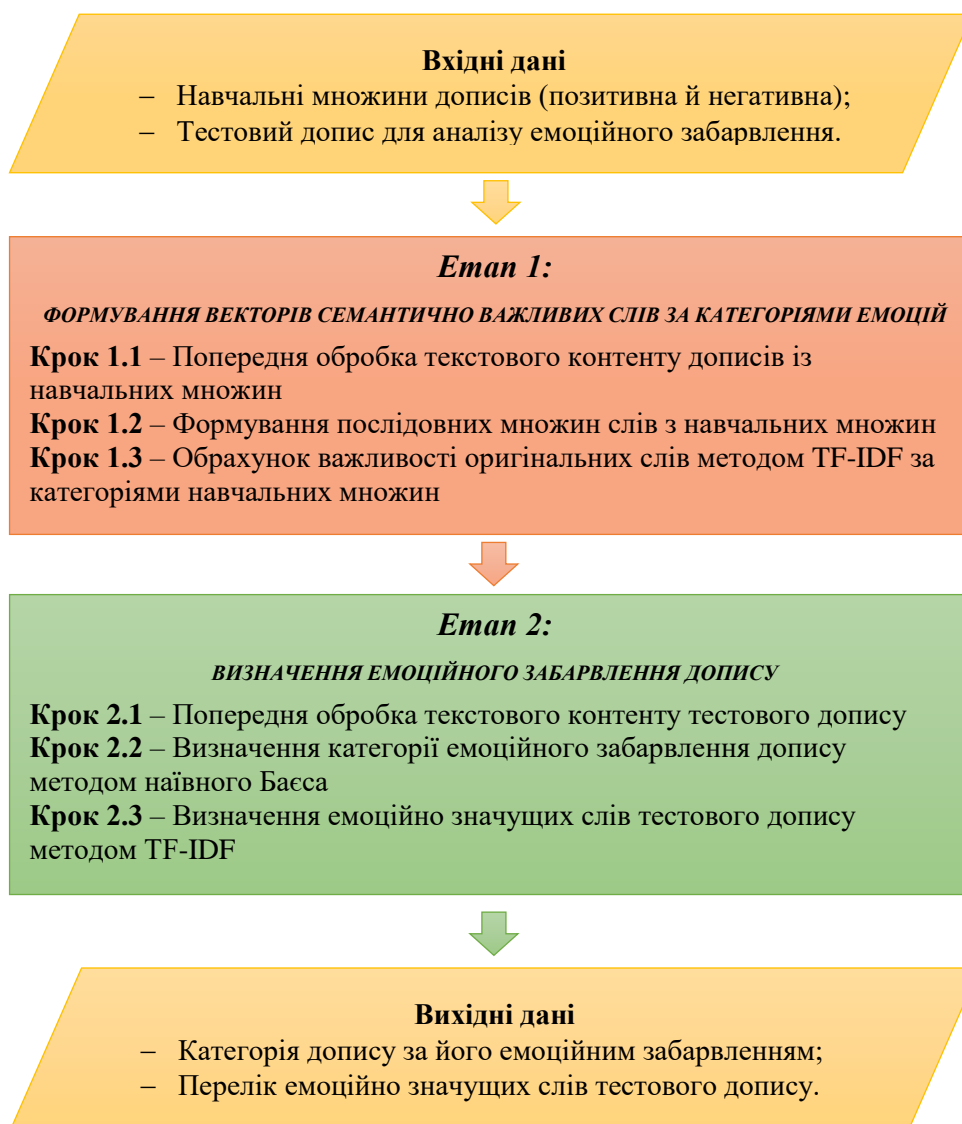 Вхідні дані
– Навчальні множини дописів (позитивна й негативна);
– Тестовий допис для аналізу емоційного забарвлення.
Етап 1:
ФОРМУВАННЯ ВЕКТОРІВ СЕМАНТИЧНО ВАЖЛИВИХ СЛІВ ЗА КАТЕГОРІЯМИ ЕМОЦІЙ
Крок 1.1 – Попередня обробка текстового контенту дописів із
навчальних множин
Крок 1.2 – Формування послідовних множин слів з навчальних множин
Крок 1.3 – Обрахунок важливості оригінальних слів методом TF-IDF за
категоріями навчальних множин
Етап 2:
ВИЗНАЧЕННЯ ЕМОЦІЙНОГО ЗАБАРВЛЕННЯ ДОПИСУ
Крок 2.1 – Попередня обробка текстового контенту тестового допису
Крок 2.2 – Визначення категорії емоційного забарвлення допису
методом наївного Баєса
Крок 2.3 – Визначення емоційно значущих слів тестового допису
методом TF-IDF
Вихідні дані
– Категорія допису за його емоційним забарвленням;
– Перелік емоційно значущих слів тестового допису.